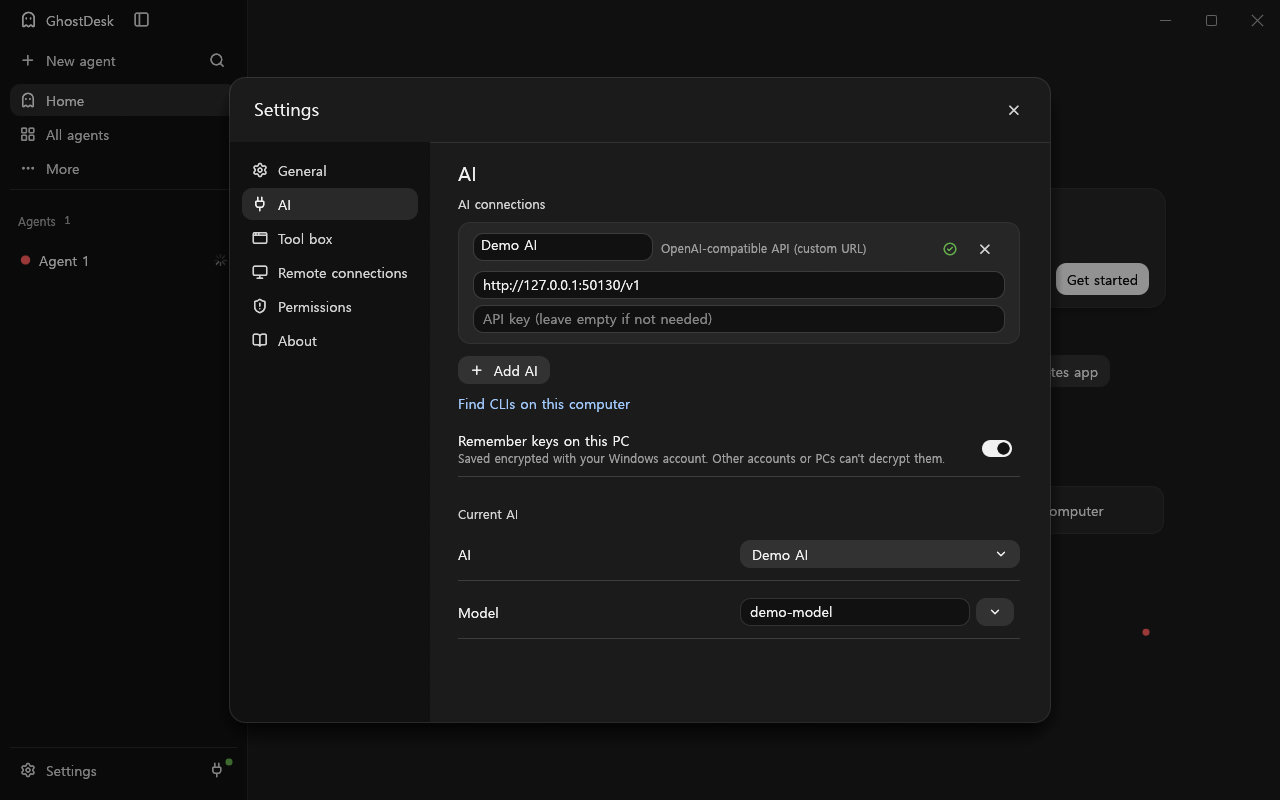 GhostDesk
New agent
Home
All agents
More
Agents 1
Agent 1
Settings
Settings
General
AI
Tool box
Remote connections
Permissions
About
AI
AI connections
Demo AI
OpenAI-compatible API (custom URL)
http://127.0.0.1:50130/v1
API key (leave empty if not needed)
+ Add AI
Find CLIs on this computer
Remember keys on this PC
Saved encrypted with your Windows account. Other accounts or PCs can't decrypt them.
Current AI
AI
Demo AI
Model
demo-model
Get started
tes app
omputer